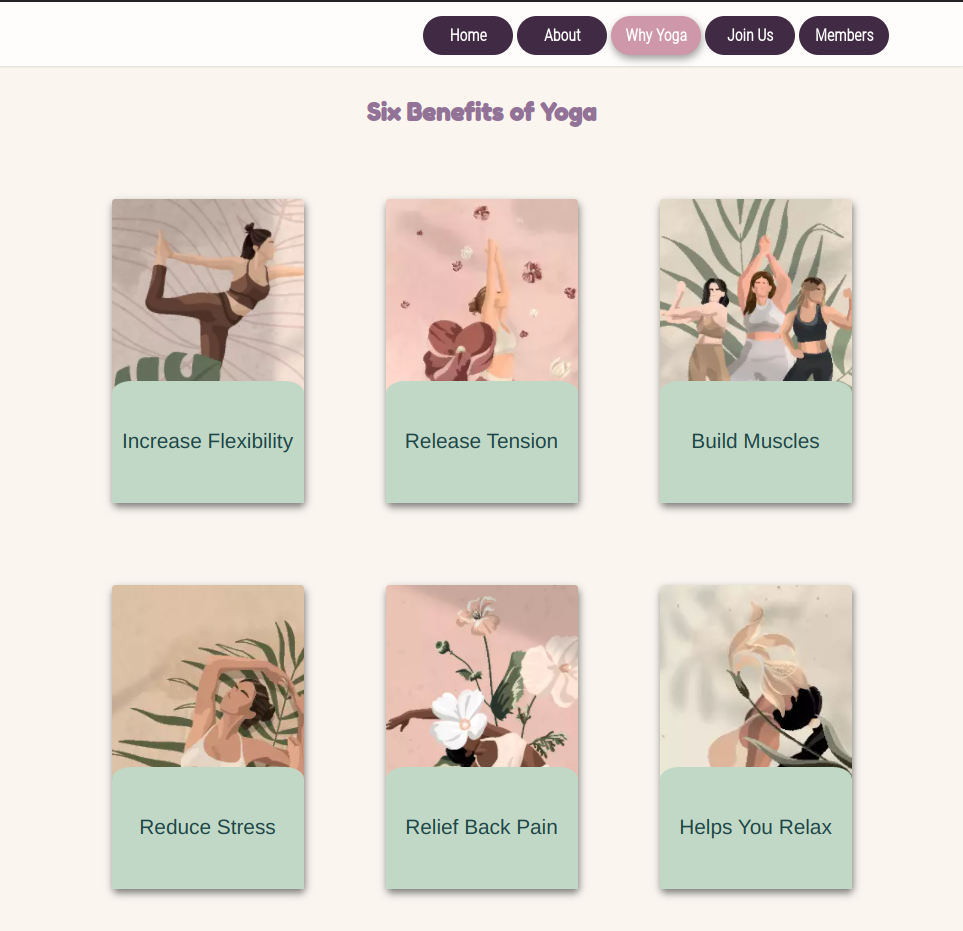 Home About Why Yoga Join Us Members
Six Benefits of Yoga
Increase Flexibility
Release Tension
Build Muscles
Reduce Stress
Relief Back Pain
Helps You Relax